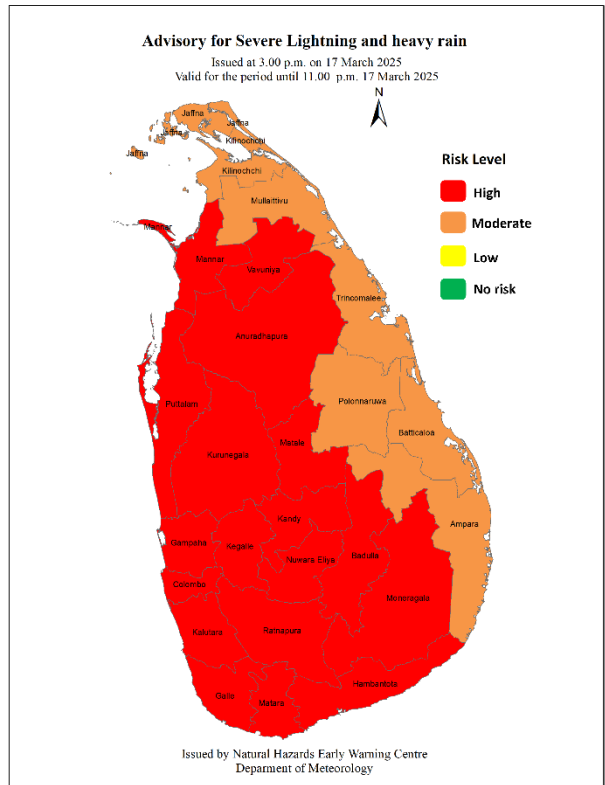 Advisory for Severe Lightning and heavy rain
Issued at 3.00 p.m. on 17 March 2025
Valid for the period until 11.00 p.m. 17 March 2025
N
Jaffna
Jaffna
Jaffna
Kilinochchi
Jaffna
Risk Level
Kilinochchi
High
Mullaittivu
Moderate
Mannar
Low
Mannar
Vavuniya
No risk
Trincomalee
Anuradhapura
Polonnaruwa
Puttalam
Batticaloa
Matale
Kurunegala
Kandy
Ampara
Gampaha
Kegalle
Nuwara Eliya
Badulla
Colombo
Moneragala
Kalutara
Ratnapura
Hambantota
Galle
Matara
Issued by Natural Hazards Early Warning Centre
Deparment of Meteorology